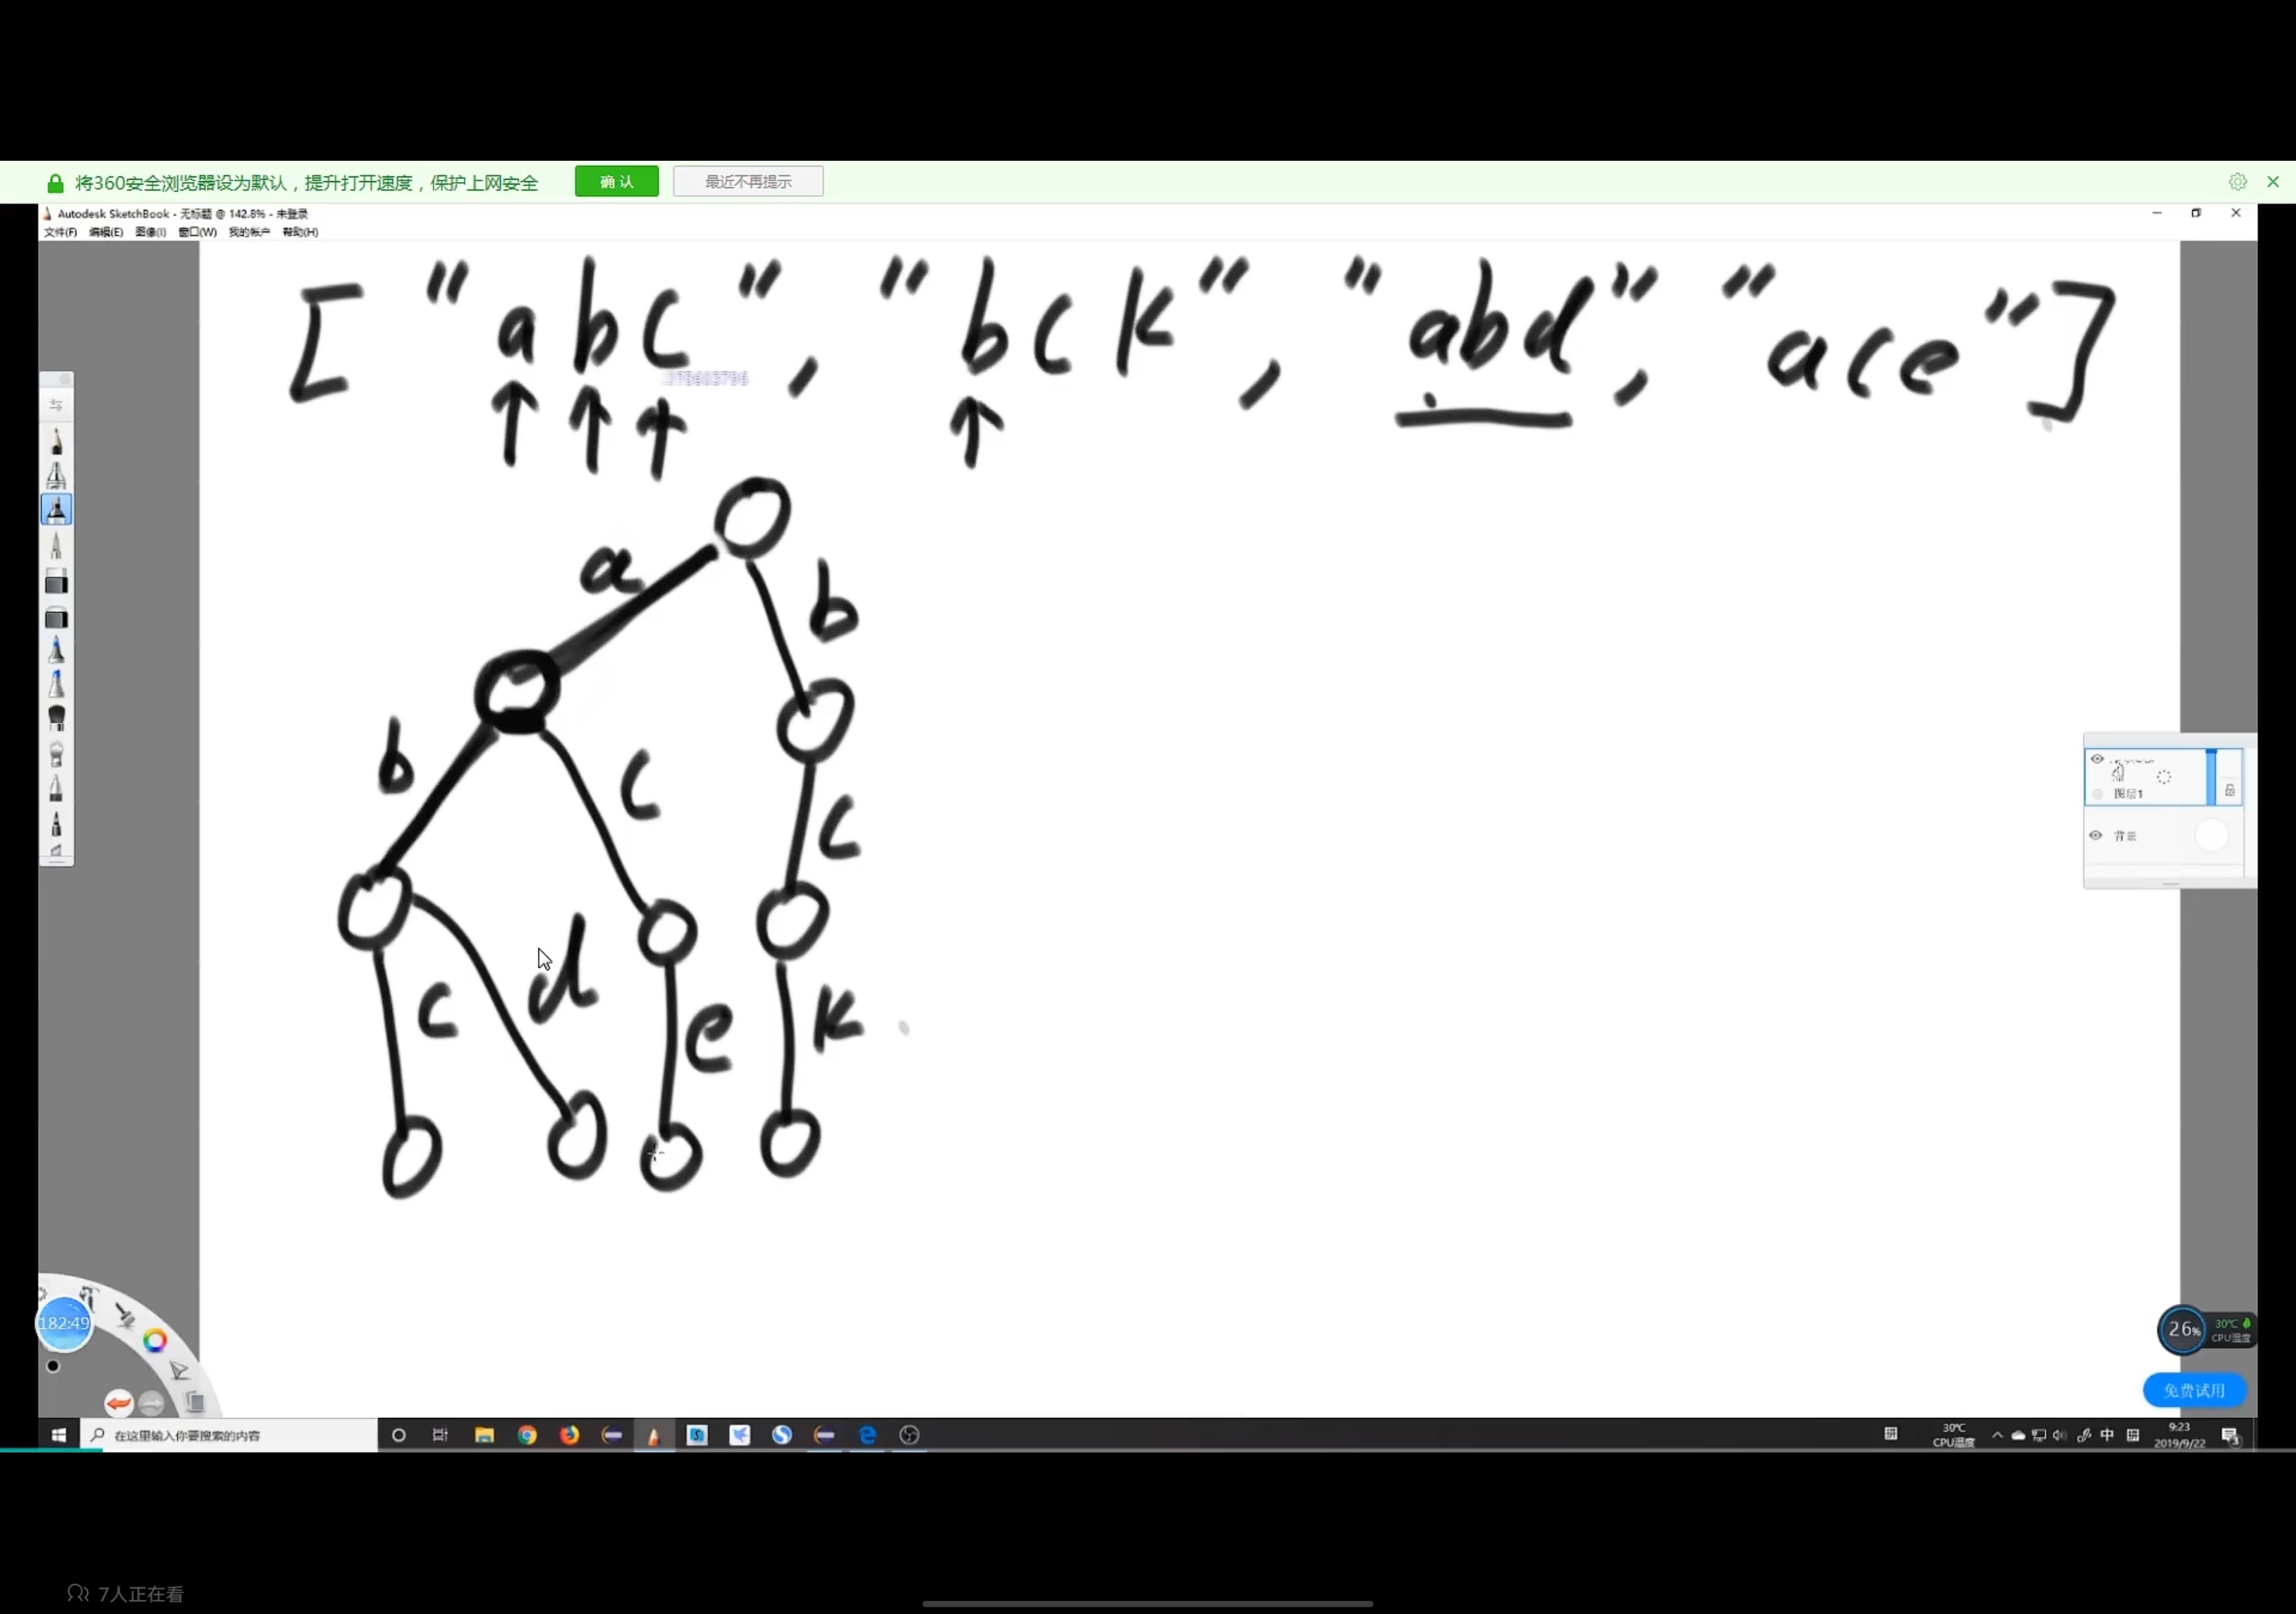 将360安全浏览器设为默认，提升打开速度，保护上网安全 确认 最近不再提示
Autodesk SketchBook - 无标题 @ 142.8% - 未登录
文件(F) 编辑(E) 图像(I) 窗口(W) 我的帐户 帮助(H)
["abc", "bck", "abd", "ace"]
a
b
b
c
c
图层1
背景
d
c
e
k
182:49
26% 30℃
CPU温度
免费试用
在这里输入你要搜索的内容
30℃
CPU温度
中
9:23
2019/9/22
3
7人正在看